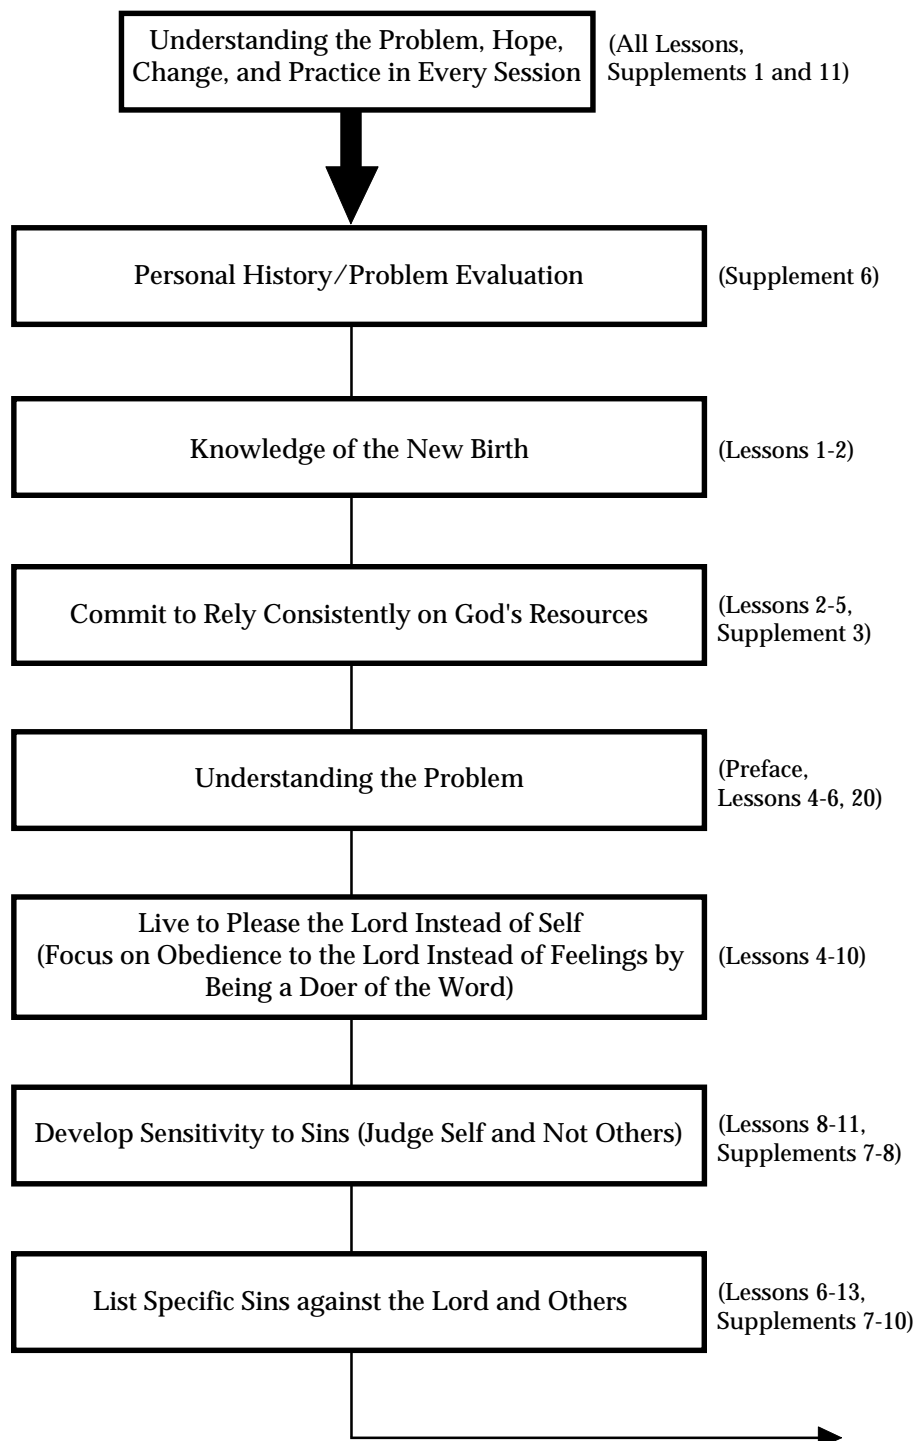 Understanding the Problem, Hope,
Change, and Practice in Every Session
(All Lessons,
Supplements 1 and 11)
Personal History/Problem Evaluation
(Supplement 6)
Knowledge of the New Birth
(Lessons 1-2)
Commit to Rely Consistently on God's Resources
(Lessons 2-5,
Supplement 3)
Understanding the Problem
(Preface,
Lessons 4-6, 20)
Live to Please the Lord Instead of Self
(Focus on Obedience to the Lord Instead of Feelings by
Being a Doer of the Word)
(Lessons 4-10)
Develop Sensitivity to Sins (Judge Self and Not Others)
(Lessons 8-11,
Supplements 7-8)
List Specific Sins against the Lord and Others
(Lessons 6-13,
Supplements 7-10)